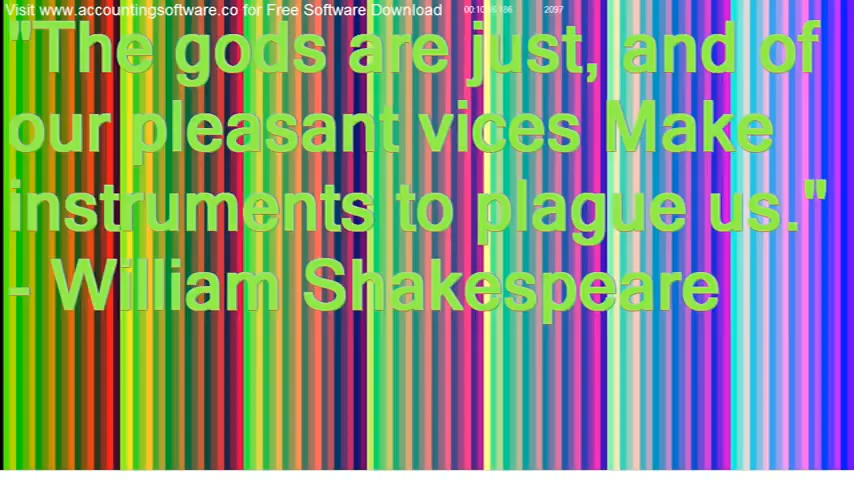 Visit www.accountingsoftware.co for Free Software Download
2097
"The gods are just, and of
our pleasant vices Make
instruments to plague us."
- William Shakespeare